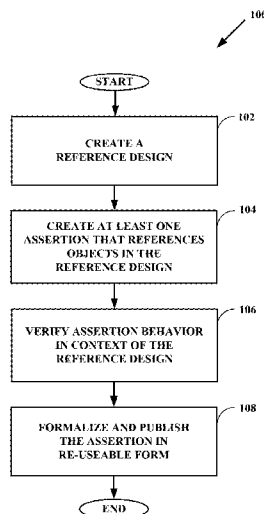 100
START
102
CREATE A
REFERENCE DESIGN
104
CREATE AT LEAST ONE
ASSERTION THAT REFERENCES
OBJECTS IN THE
REFERENCE DESIGN
106
VERIFY ASSERTION BEHAVIOR
IN CONTEXT OF THE
REFERENCE DESIGN
108
FORMALIZE AND PUBLISH
THE ASSERTION IN
RE-USEABLE FORM
END